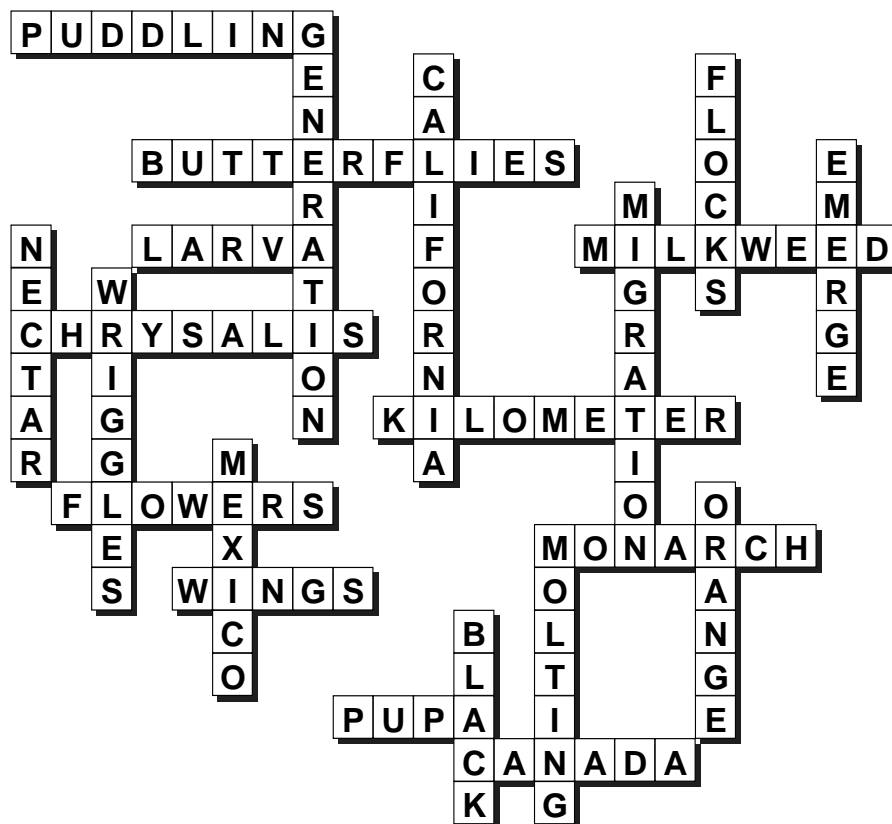 PUDDLING
GENERATION
CALIFORNIA
FLOCKS
BUTTERFLIES
EMERGE
MIGRATION
NECTAR
LARVA
MILKWEED
WRIGGLES
CHRYSALIS
KILOMETER
MEXICO
FLOWERS
ORANGE
MONARCH
MOLTING
WINGS
BLACK
PUPA
CANADA